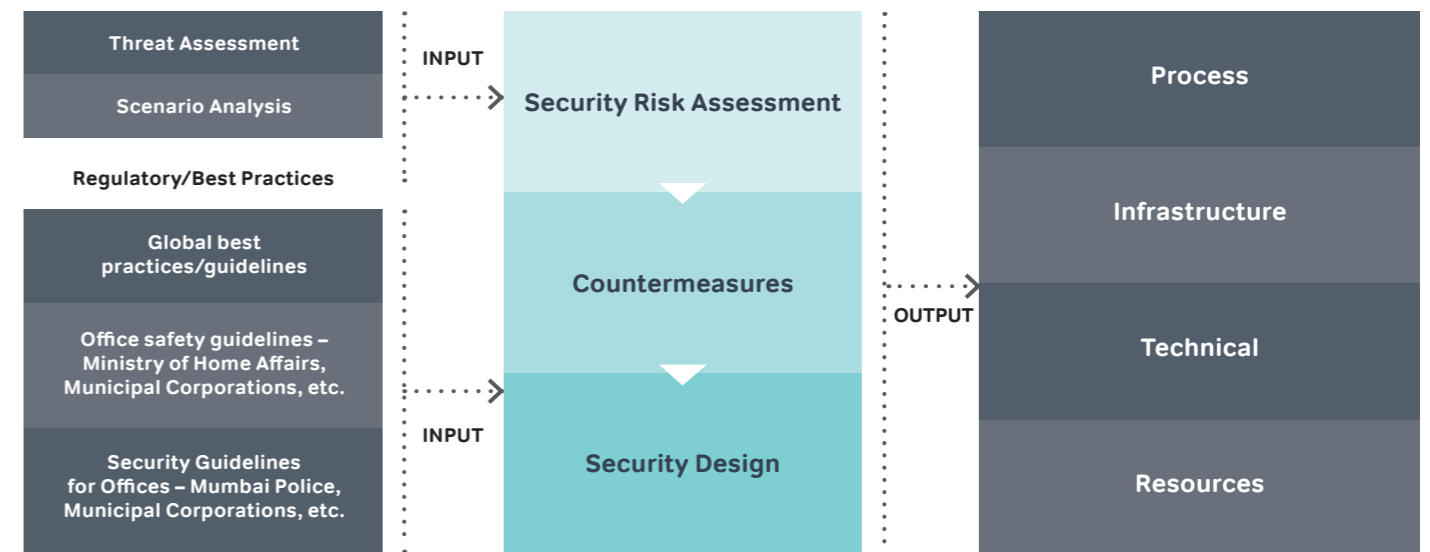 Threat Assessment
Scenario Analysis
Regulatory/Best Practices
Global best
practices/guidelines
Office safety guidelines –
Ministry of Home Affairs,
Municipal Corporations, etc.
Security Guidelines
for Offices – Mumbai Police,
Municipal Corporations, etc.
INPUT
INPUT
Security Risk Assessment
Countermeasures
Security Design
OUTPUT
Process
Infrastructure
Technical
Resources